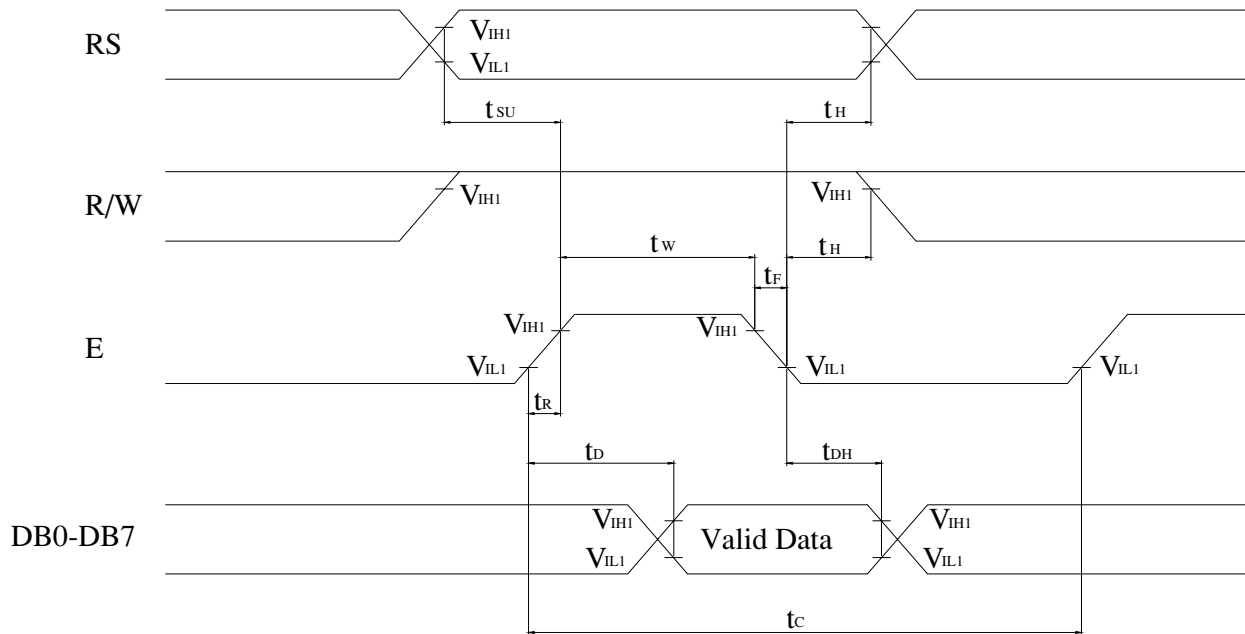 RS
VIH1
VIL1
tSU
tH
R/W
VIH1
VIH1
tW
tH
tF
E
VIH1
VIH1
VIL1
VIL1
VIL1
tR
tD
tDH
DB0-DB7
VIH1
Valid Data
VIH1
VIL1
VIL1
tC